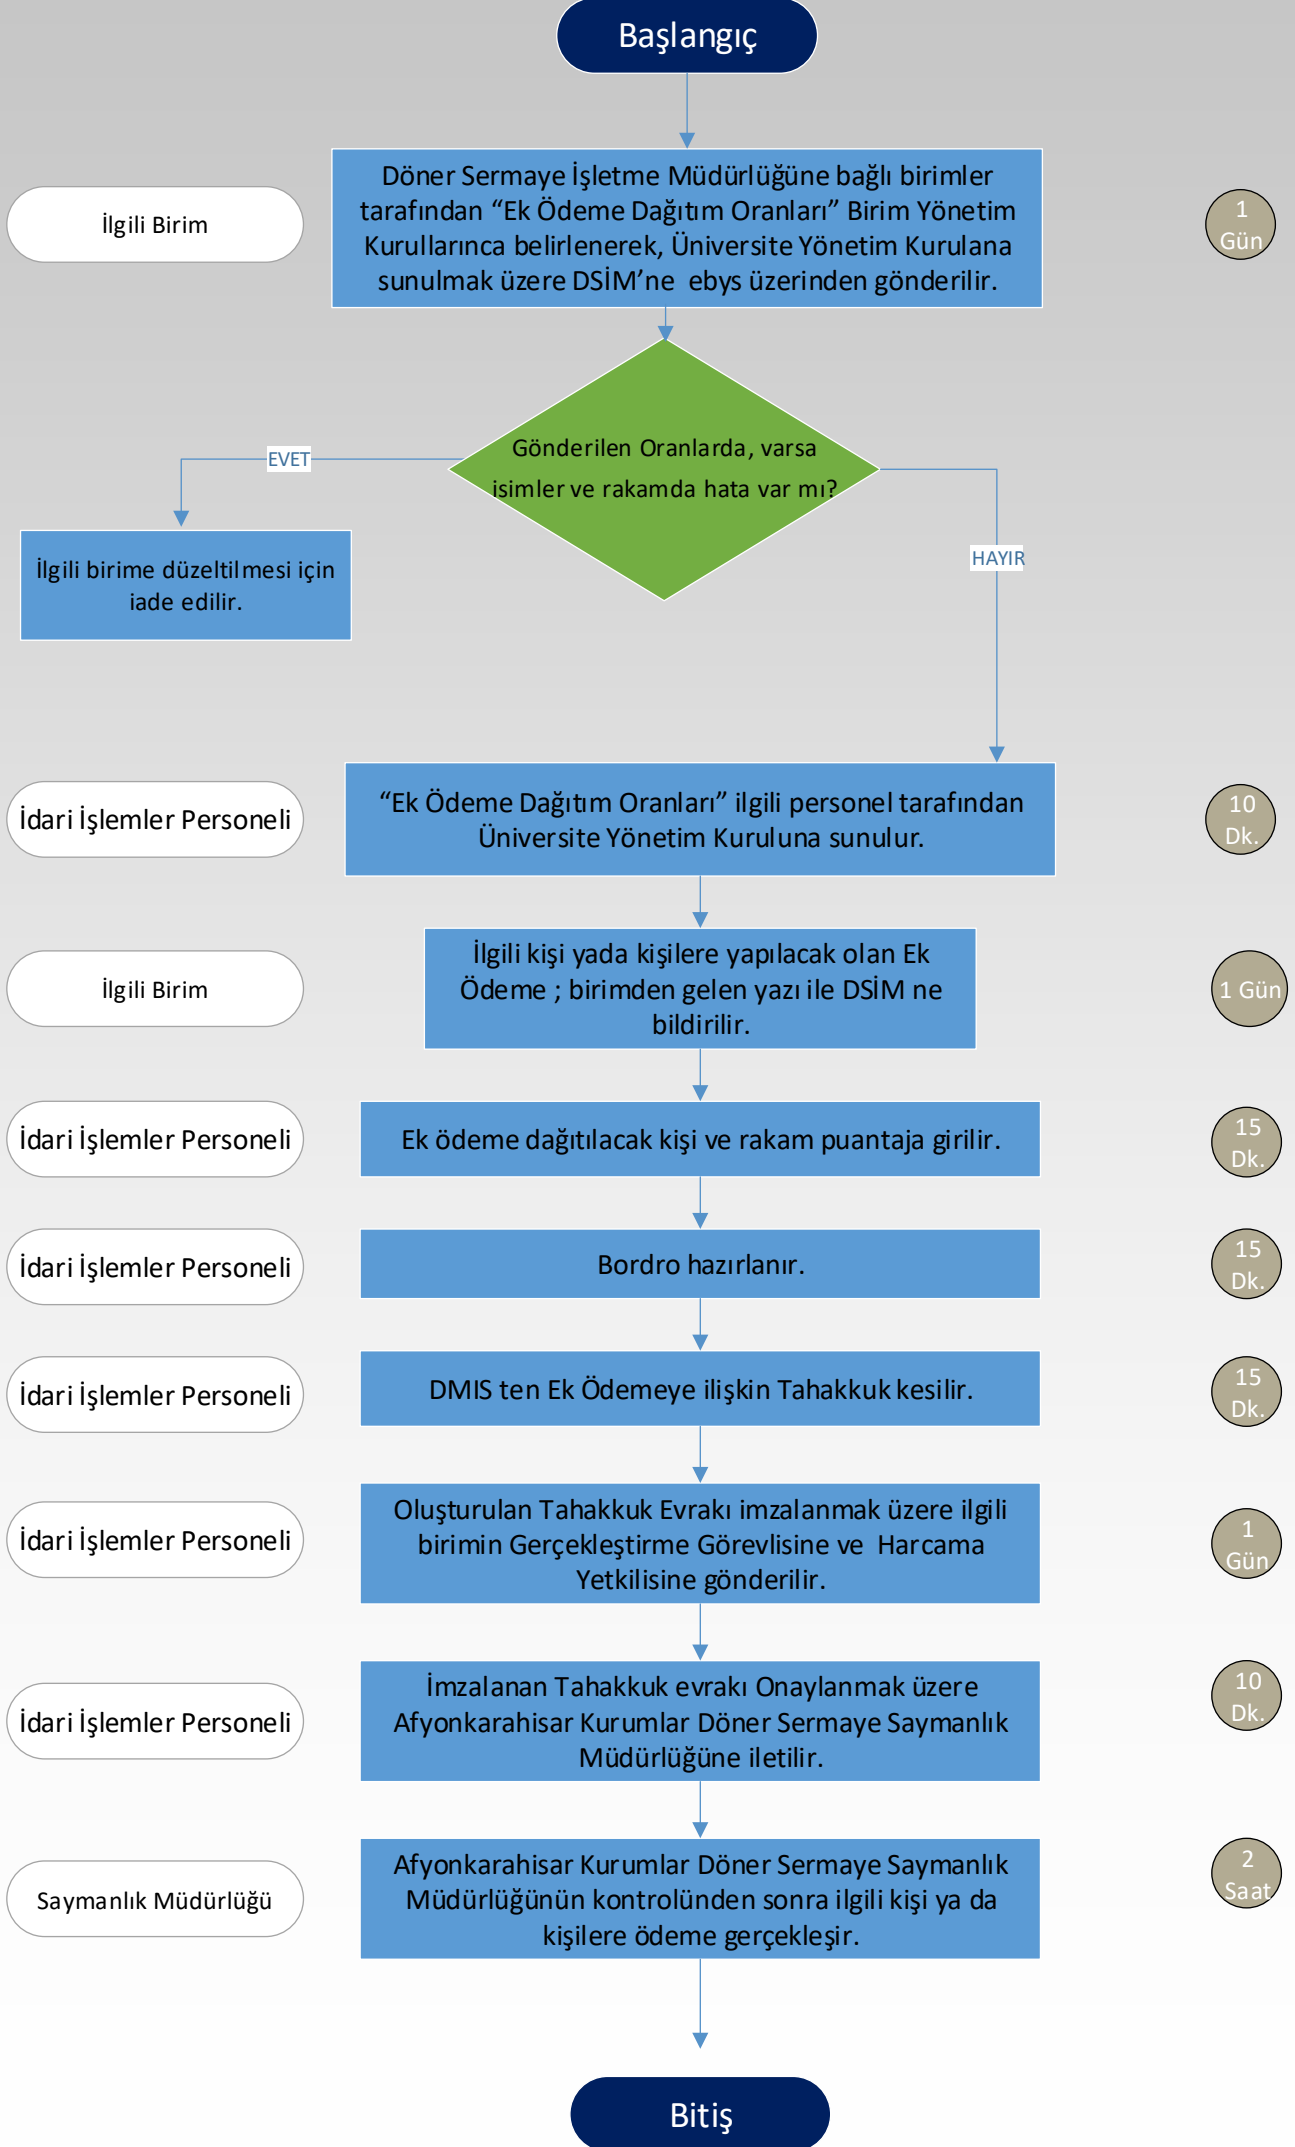 Başlangıç
İlgili Birim
Döner Sermaye İşletme Müdürlüğüne bağlı birimler
tarafından “Ek Ödeme Dağıtım Oranları” Birim Yönetim
Kurullarınca belirlenerek, Üniversite Yönetim Kurulana
sunulmak üzere DSİM’ne ebys üzerinden gönderilir.
1
Gün
Gönderilen Oranlarda, varsa
isimler ve rakamda hata var mı?
EVET
HAYIR
İlgili birime düzeltilmesi için
iade edilir.
İdari İşlemler Personeli
“Ek Ödeme Dağıtım Oranları” ilgili personel tarafından
Üniversite Yönetim Kuruluna sunulur.
10
Dk.
İlgili Birim
İlgili kişi yada kişilere yapılacak olan Ek
Ödeme ; birimden gelen yazı ile DSİM ne
bildirilir.
1 Gün
İdari İşlemler Personeli
Ek ödeme dağıtılacak kişi ve rakam puantaja girilir.
15
Dk.
İdari İşlemler Personeli
Bordro hazırlanır.
15
Dk.
İdari İşlemler Personeli
DMIS ten Ek Ödemeye ilişkin Tahakkuk kesilir.
15
Dk.
İdari İşlemler Personeli
Oluşturulan Tahakkuk Evrakı imzalanmak üzere ilgili
birimin Gerçekleştirme Görevlisine ve Harcama
Yetkilisine gönderilir.
1
Gün
İdari İşlemler Personeli
İmzalanan Tahakkuk evrakı Onaylanmak üzere
Afyonkarahisar Kurumlar Döner Sermaye Saymanlık
Müdürlüğüne iletilir.
10
Dk.
Saymanlık Müdürlüğü
Afyonkarahisar Kurumlar Döner Sermaye Saymanlık
Müdürlüğünün kontrolünden sonra ilgili kişi ya da
kişilere ödeme gerçekleşir.
2
Saat
Bitiş